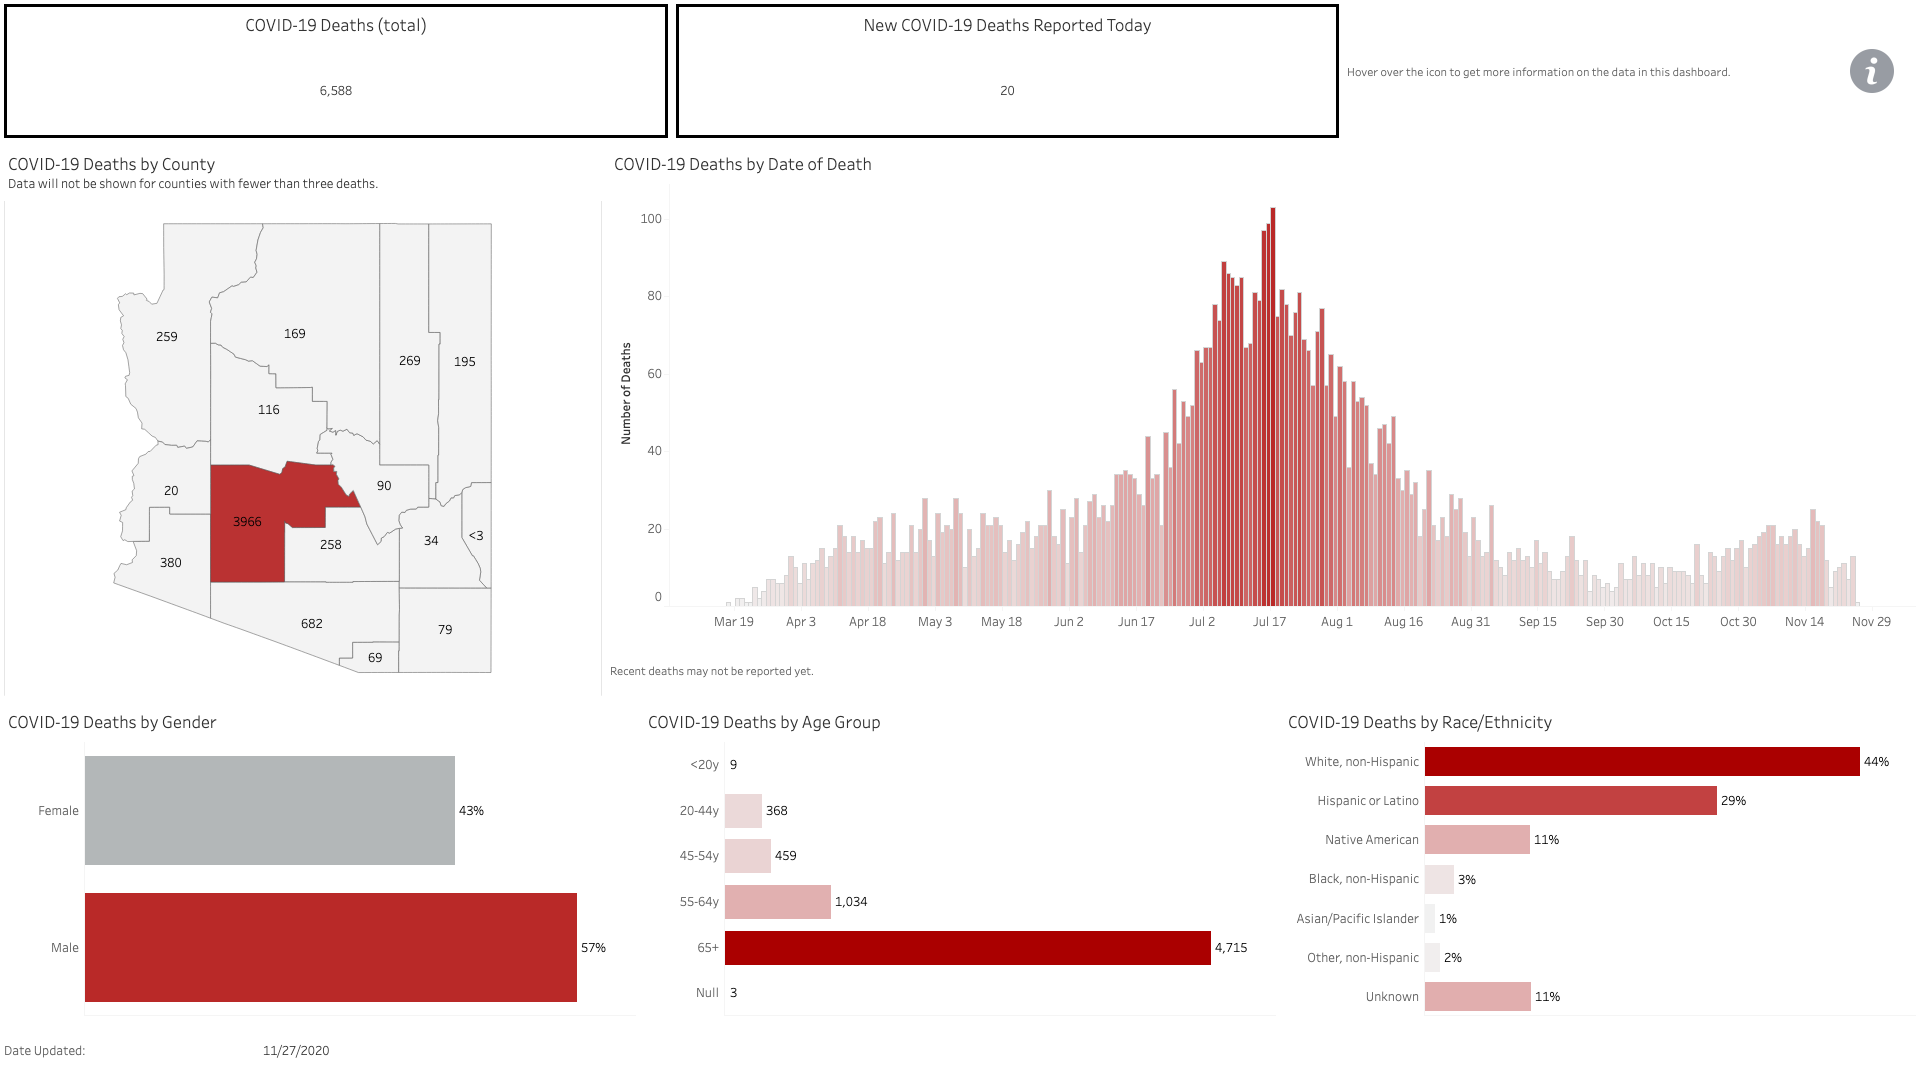 COVID-19 Deaths (total)
6,588
New COVID-19 Deaths Reported Today
20
Hover over the icon to get more information on the data in this dashboard.
i
COVID-19 Deaths by County
Data will not be shown for counties with fewer than three deaths.
259
169
269
195
116
20
90
3966
380
258
34
<3
682
79
69
COVID-19 Deaths by Date of Death
Number of Deaths
100
80
60
40
20
0
Mar 19 Apr 3 Apr 18 May 3 May 18 Jun 2 Jun 17 Jul 2 Jul 17 Aug 1 Aug 16 Aug 31 Sep 15 Sep 30 Oct 15 Oct 30 Nov 14 Nov 29
Recent deaths may not be reported yet.
COVID-19 Deaths by Gender
Female 43%
Male 57%
COVID-19 Deaths by Age Group
<20y 9
20-44y 368
45-54y 459
55-64y 1,034
65+ 4,715
Null 3
COVID-19 Deaths by Race/Ethnicity
White, non-Hispanic 44%
Hispanic or Latino 29%
Native American 11%
Black, non-Hispanic 3%
Asian/Pacific Islander 1%
Other, non-Hispanic 2%
Unknown 11%
Date Updated: 11/27/2020